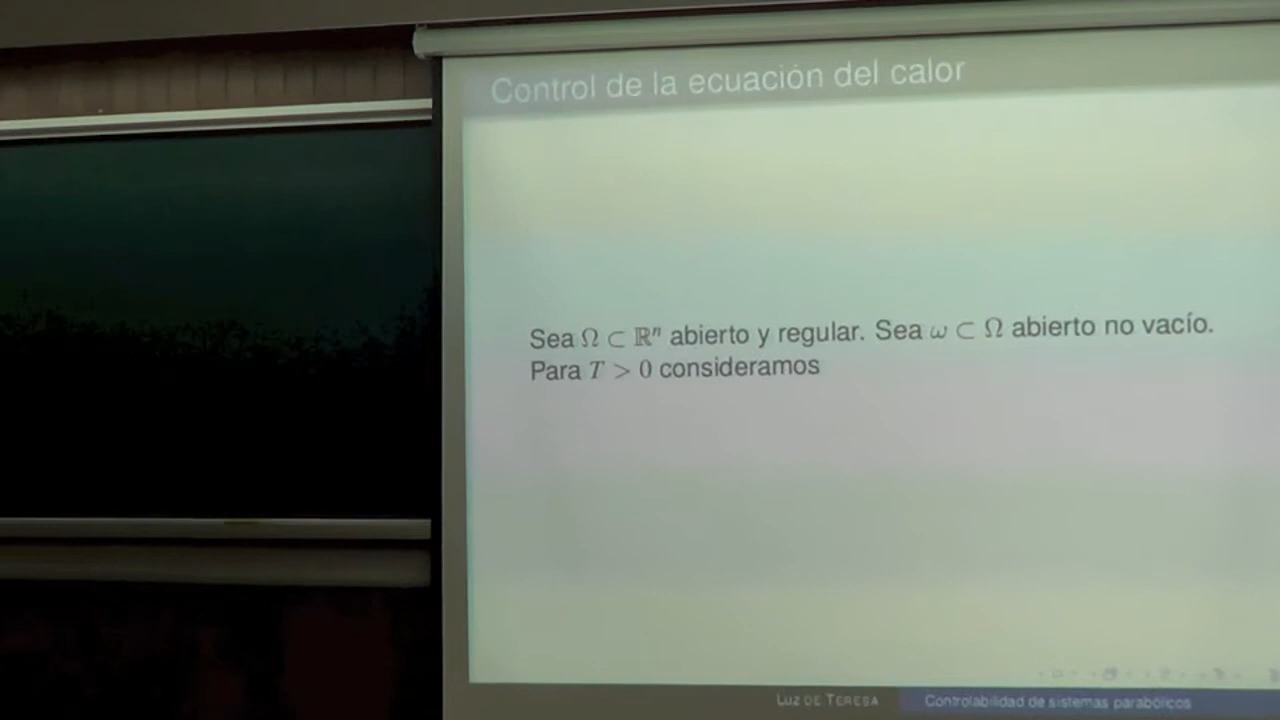 Control de la ecuación del calor
Sea Ω ⊂ ℝⁿ abierto y regular. Sea ω ⊂ Ω abierto no vacío.
Para T > 0 consideramos
LUZ DE TERESA
Controlabilidad de sistemas parabólicos